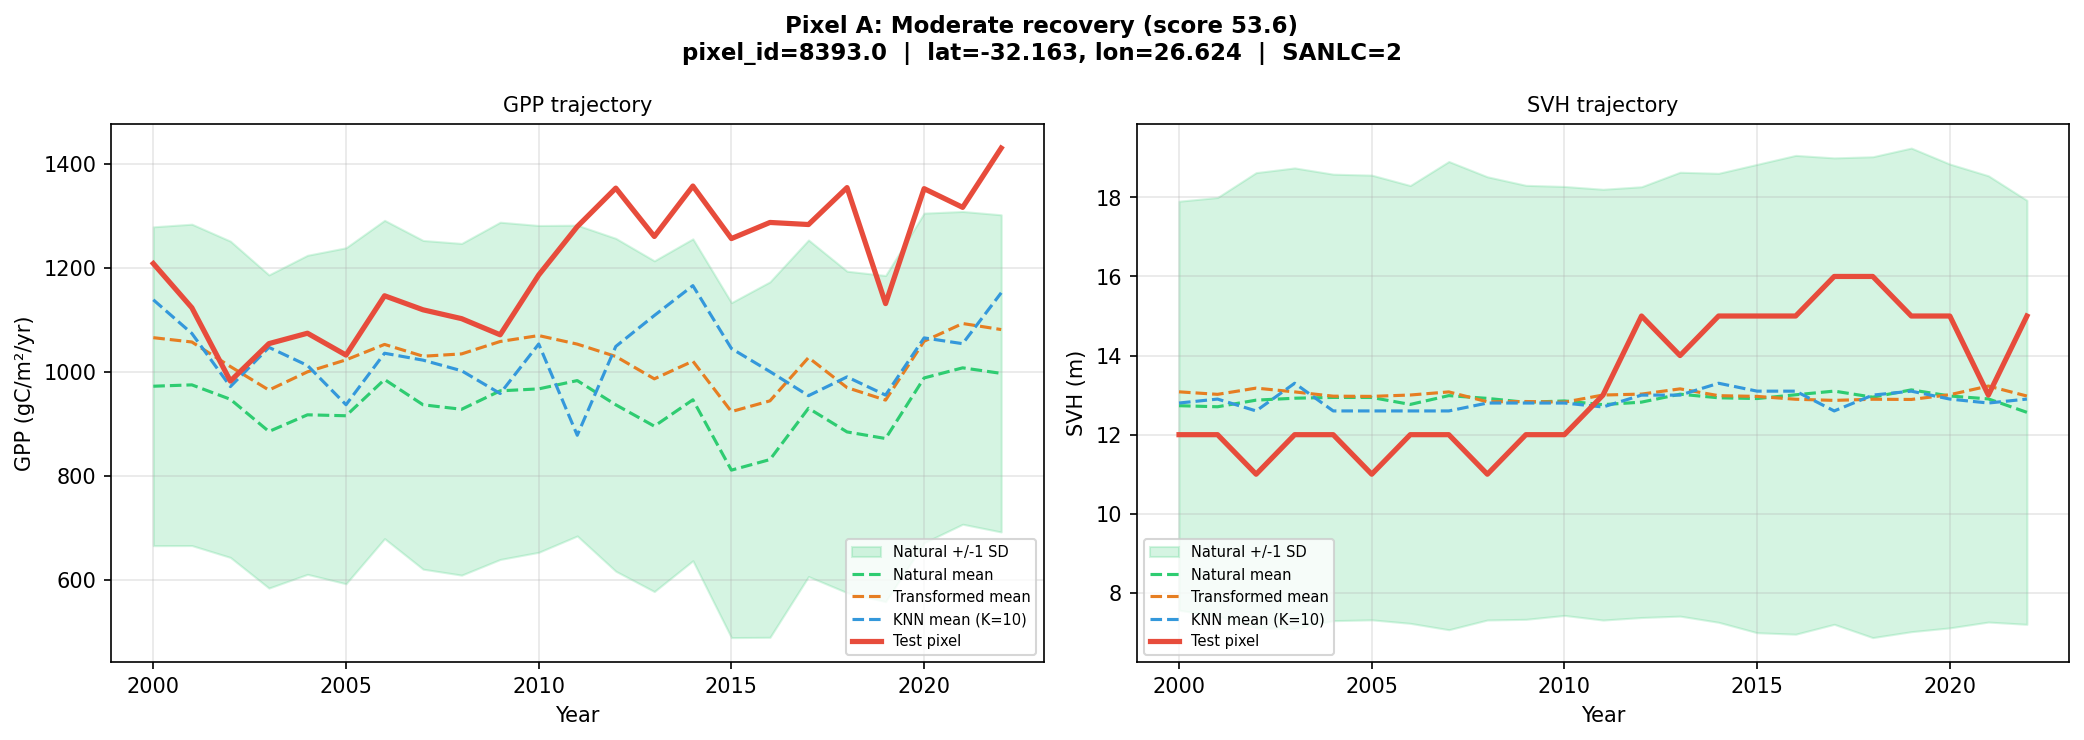 Pixel A: Moderate recovery (score 53.6)
pixel_id=8393.0  |  lat=-32.163, lon=26.624  |  SANLC=2
GPP trajectory
GPP (gC/m²/yr)
1400
1200
1000
800
600
2000
2005
2010
2015
2020
Year
Natural +/-1 SD
Natural mean
Transformed mean
KNN mean (K=10)
Test pixel
SVH trajectory
SVH (m)
18
16
14
12
10
8
2000
2005
2010
2015
2020
Year
Natural +/-1 SD
Natural mean
Transformed mean
KNN mean (K=10)
Test pixel